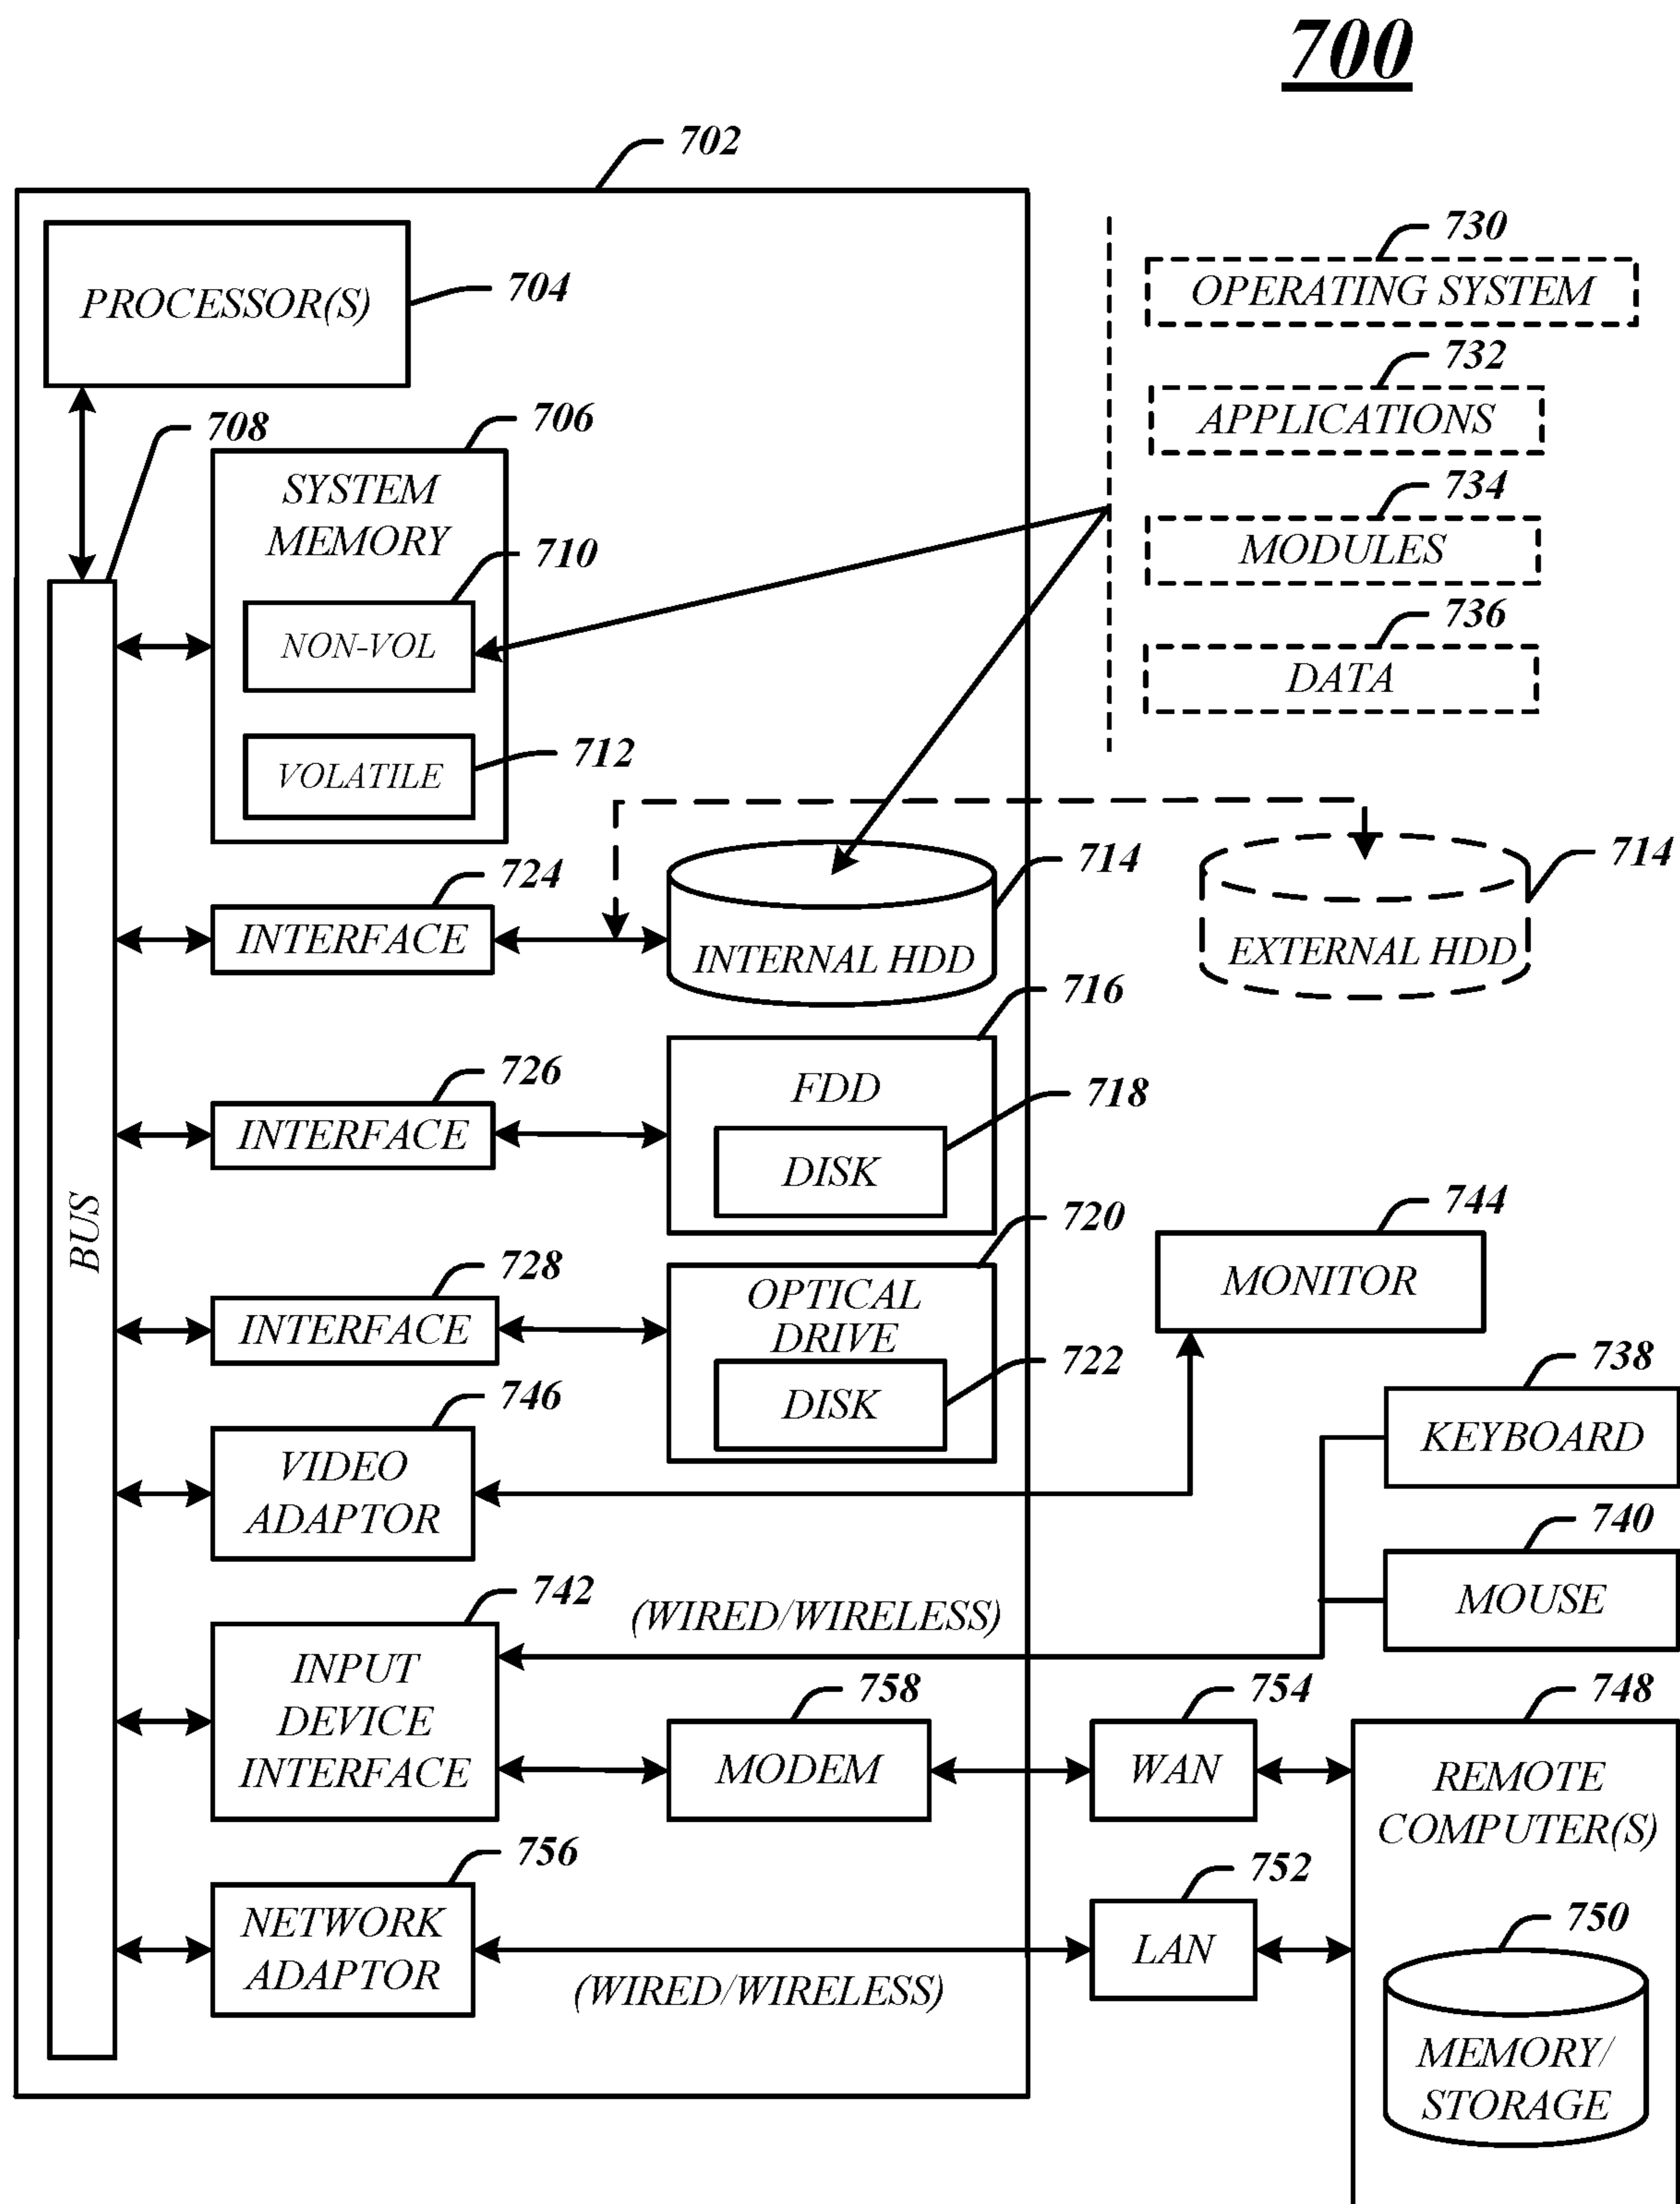 700
702
PROCESSOR(S)
704
730
OPERATING SYSTEM
732
APPLICATIONS
734
MODULES
736
DATA
708
706
SYSTEM
MEMORY
710
NON-VOL
712
VOLATILE
BUS
724
INTERFACE
714
INTERNAL HDD
714
EXTERNAL HDD
726
INTERFACE
716
FDD
718
DISK
728
INTERFACE
720
OPTICAL
DRIVE
722
DISK
744
MONITOR
746
VIDEO
ADAPTOR
738
KEYBOARD
740
MOUSE
742
INPUT
DEVICE
INTERFACE
(WIRED/WIRELESS)
758
MODEM
754
WAN
748
REMOTE
COMPUTER(S)
756
NETWORK
ADAPTOR
(WIRED/WIRELESS)
752
LAN
750
MEMORY/
STORAGE